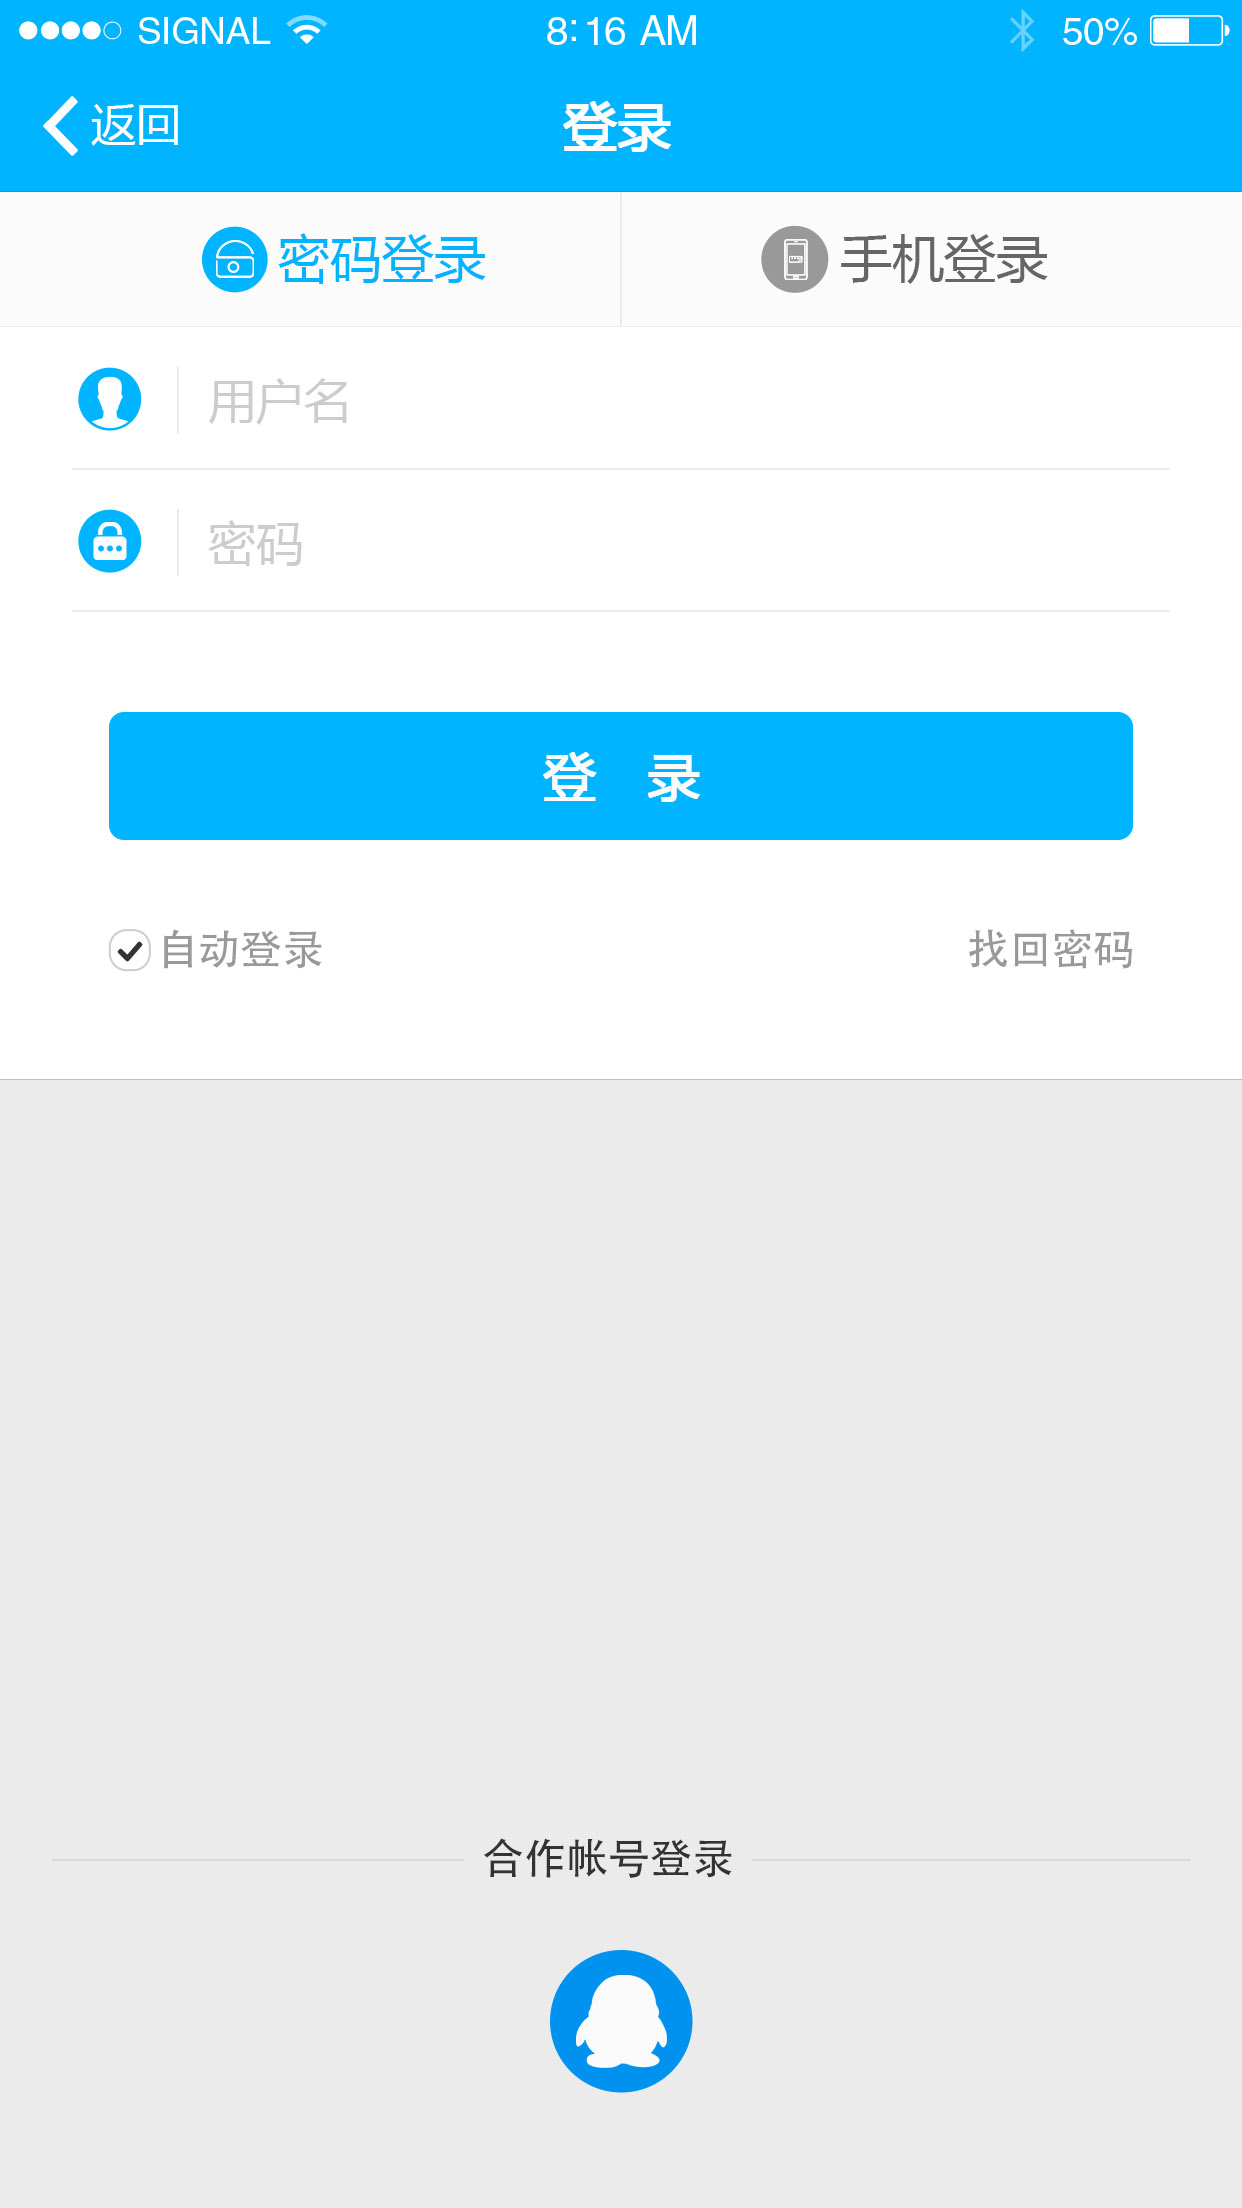 SIGNAL 8:16 AM 50%
返回 登录
密码登录 手机登录
用户名
密码
登 录
自动登录 找回密码
合作帐号登录